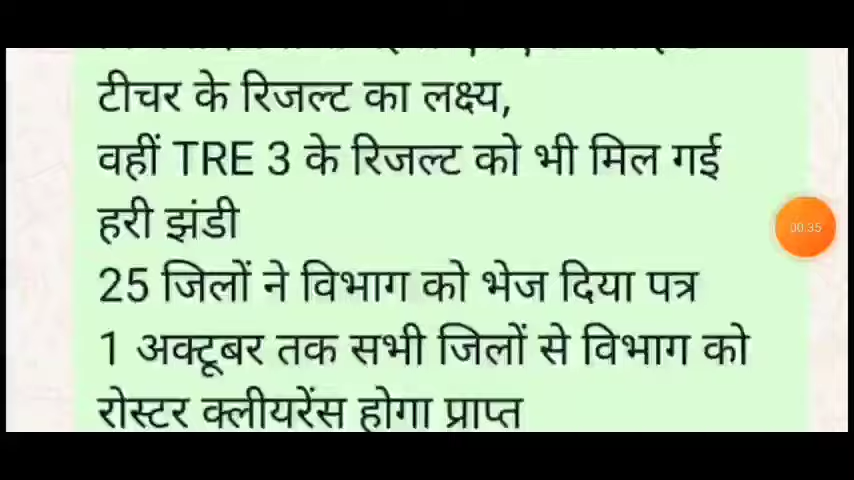 टीचर के रिजल्ट का लक्ष्य,
वहीं TRE 3 के रिजल्ट को भी मिल गई
हरी झंडी
00:35
25 जिलों ने विभाग को भेज दिया पत्र
1 अक्टूबर तक सभी जिलों से विभाग को
रोस्टर क्लीयरेंस होगा प्राप्त